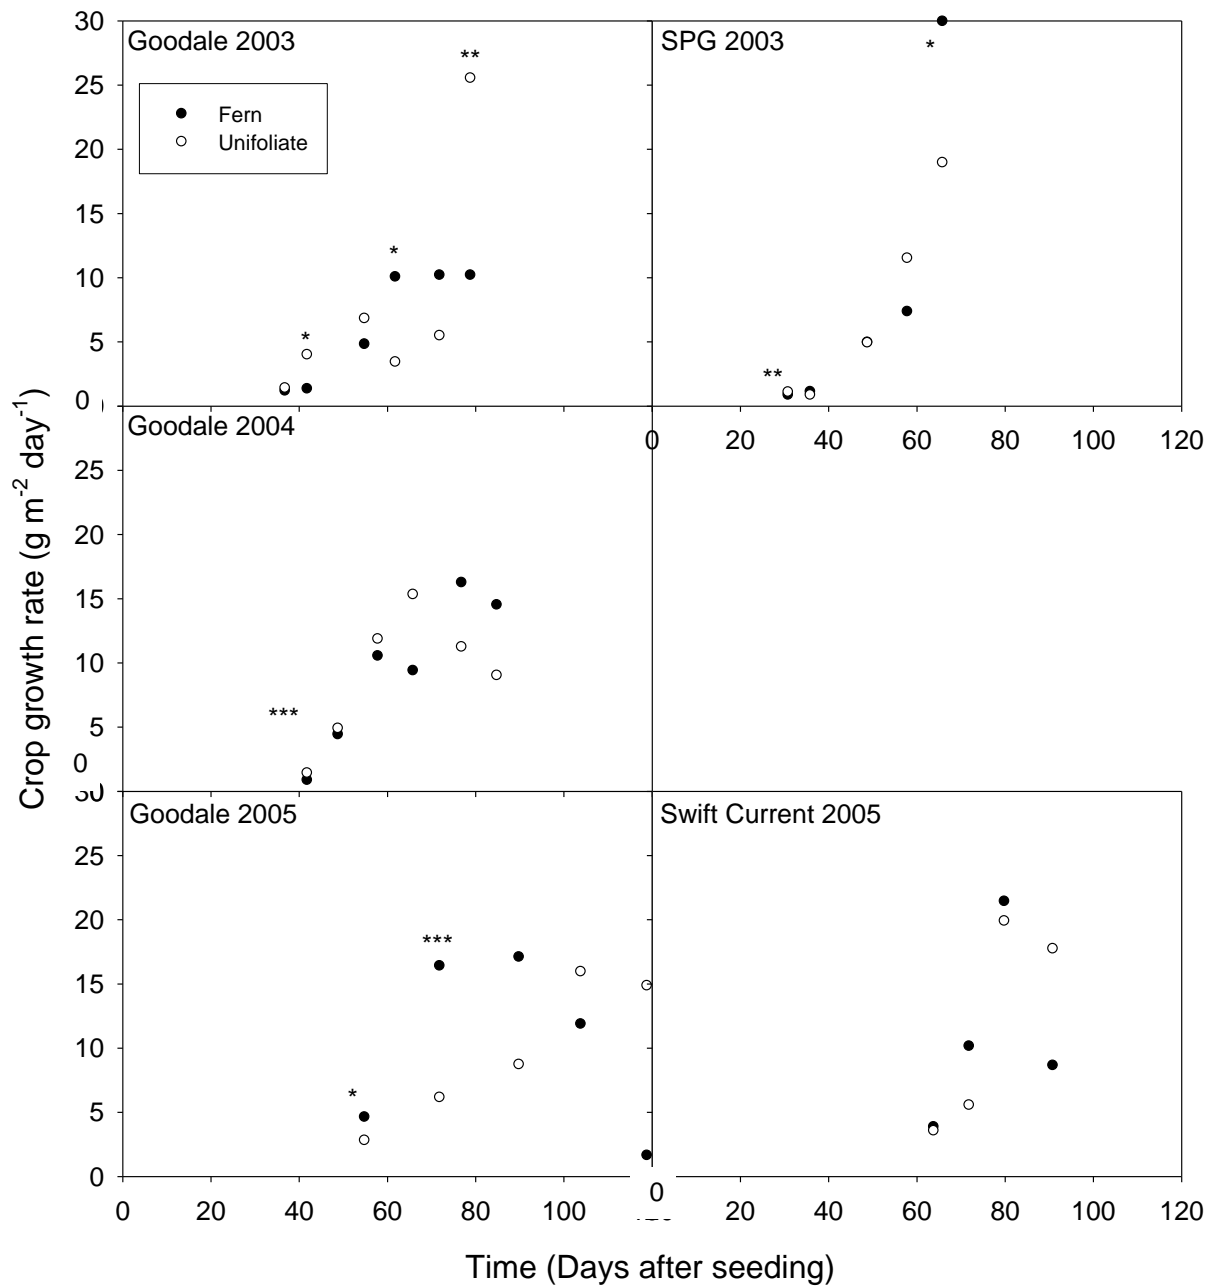 Goodale 2003
Fern
Unifoliate
**
*
*
30
25
20
15
10
5
0
SPG 2003
*
**
0 20 40 60 80 100 120
Goodale 2004
***
25
20
15
10
5
0
Goodale 2005
***
*
30
25
20
15
10
5
0
0 20 40 60 80 100
Swift Current 2005
0 20 40 60 80 100 120
Crop growth rate (g m⁻² day⁻¹)
Time (Days after seeding)